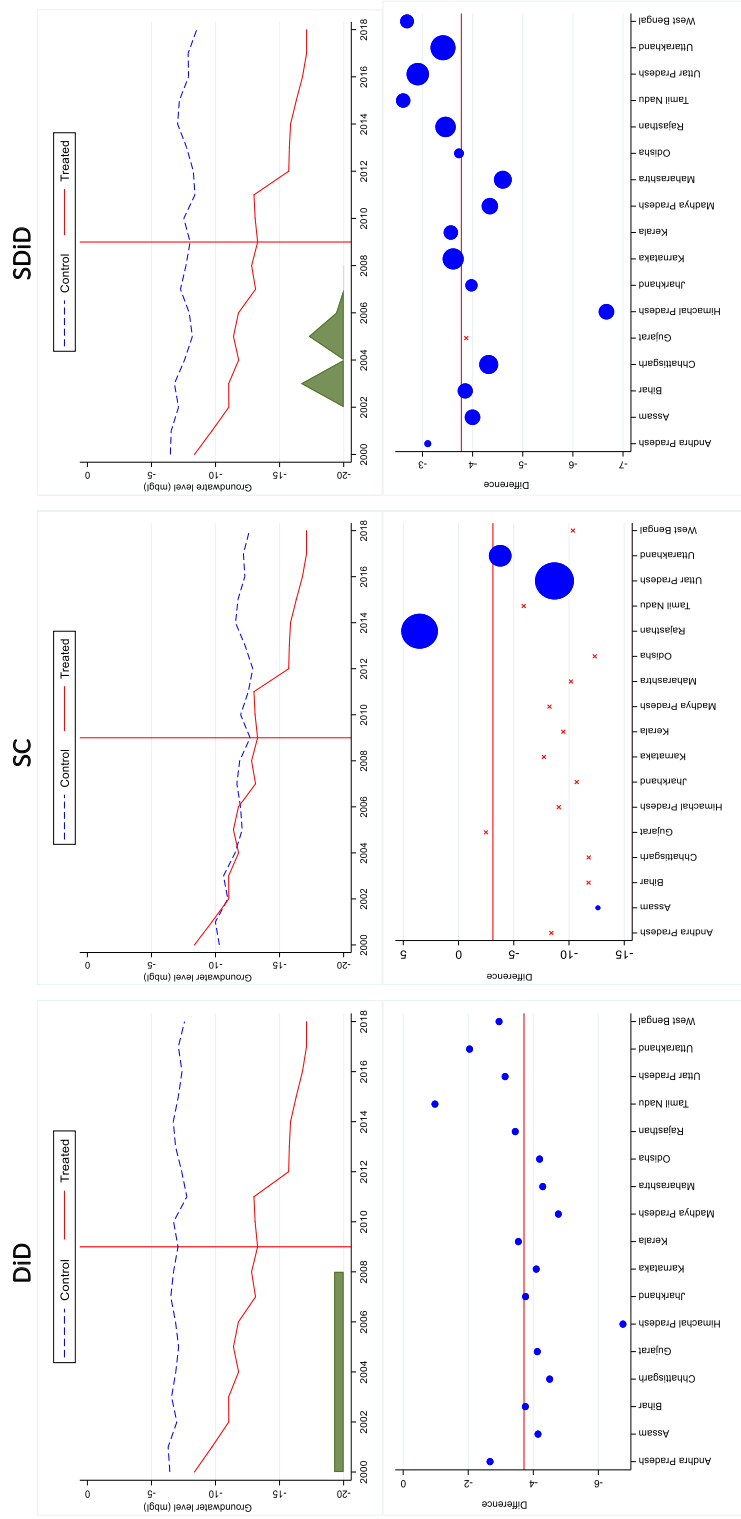 DiD
Control
Treated
0
-5
-10
-15
-20
Groundwater level (mbgl)
2000
2002
2004
2006
2008
2010
2012
2014
2016
2018
0
-2
-4
-6
Difference
Andhra Pradesh
Assam
Bihar
Chhattisgarh
Gujarat
Himachal Pradesh
Jharkhand
Karnataka
Kerala
Madhya Pradesh
Maharashtra
Odisha
Rajasthan
Tamil Nadu
Uttar Pradesh
Uttarakhand
West Bengal
SC
Control
Treated
0
-5
-10
-15
-20
Groundwater level (mbgl)
2000
2002
2004
2006
2008
2010
2012
2014
2016
2018
5
0
-5
-10
-15
Difference
Andhra Pradesh
Assam
Bihar
Chhattisgarh
Gujarat
Himachal Pradesh
Jharkhand
Karnataka
Kerala
Madhya Pradesh
Maharashtra
Odisha
Rajasthan
Tamil Nadu
Uttar Pradesh
Uttarakhand
West Bengal
SDiD
Control
Treated
0
-5
-10
-15
-20
Groundwater level (mbgl)
2000
2002
2004
2006
2008
2010
2012
2014
2016
2018
-3
-4
-5
-6
-7
Difference
Andhra Pradesh
Assam
Bihar
Chhattisgarh
Gujarat
Himachal Pradesh
Jharkhand
Karnataka
Kerala
Madhya Pradesh
Maharashtra
Odisha
Rajasthan
Tamil Nadu
Uttar Pradesh
Uttarakhand
West Bengal